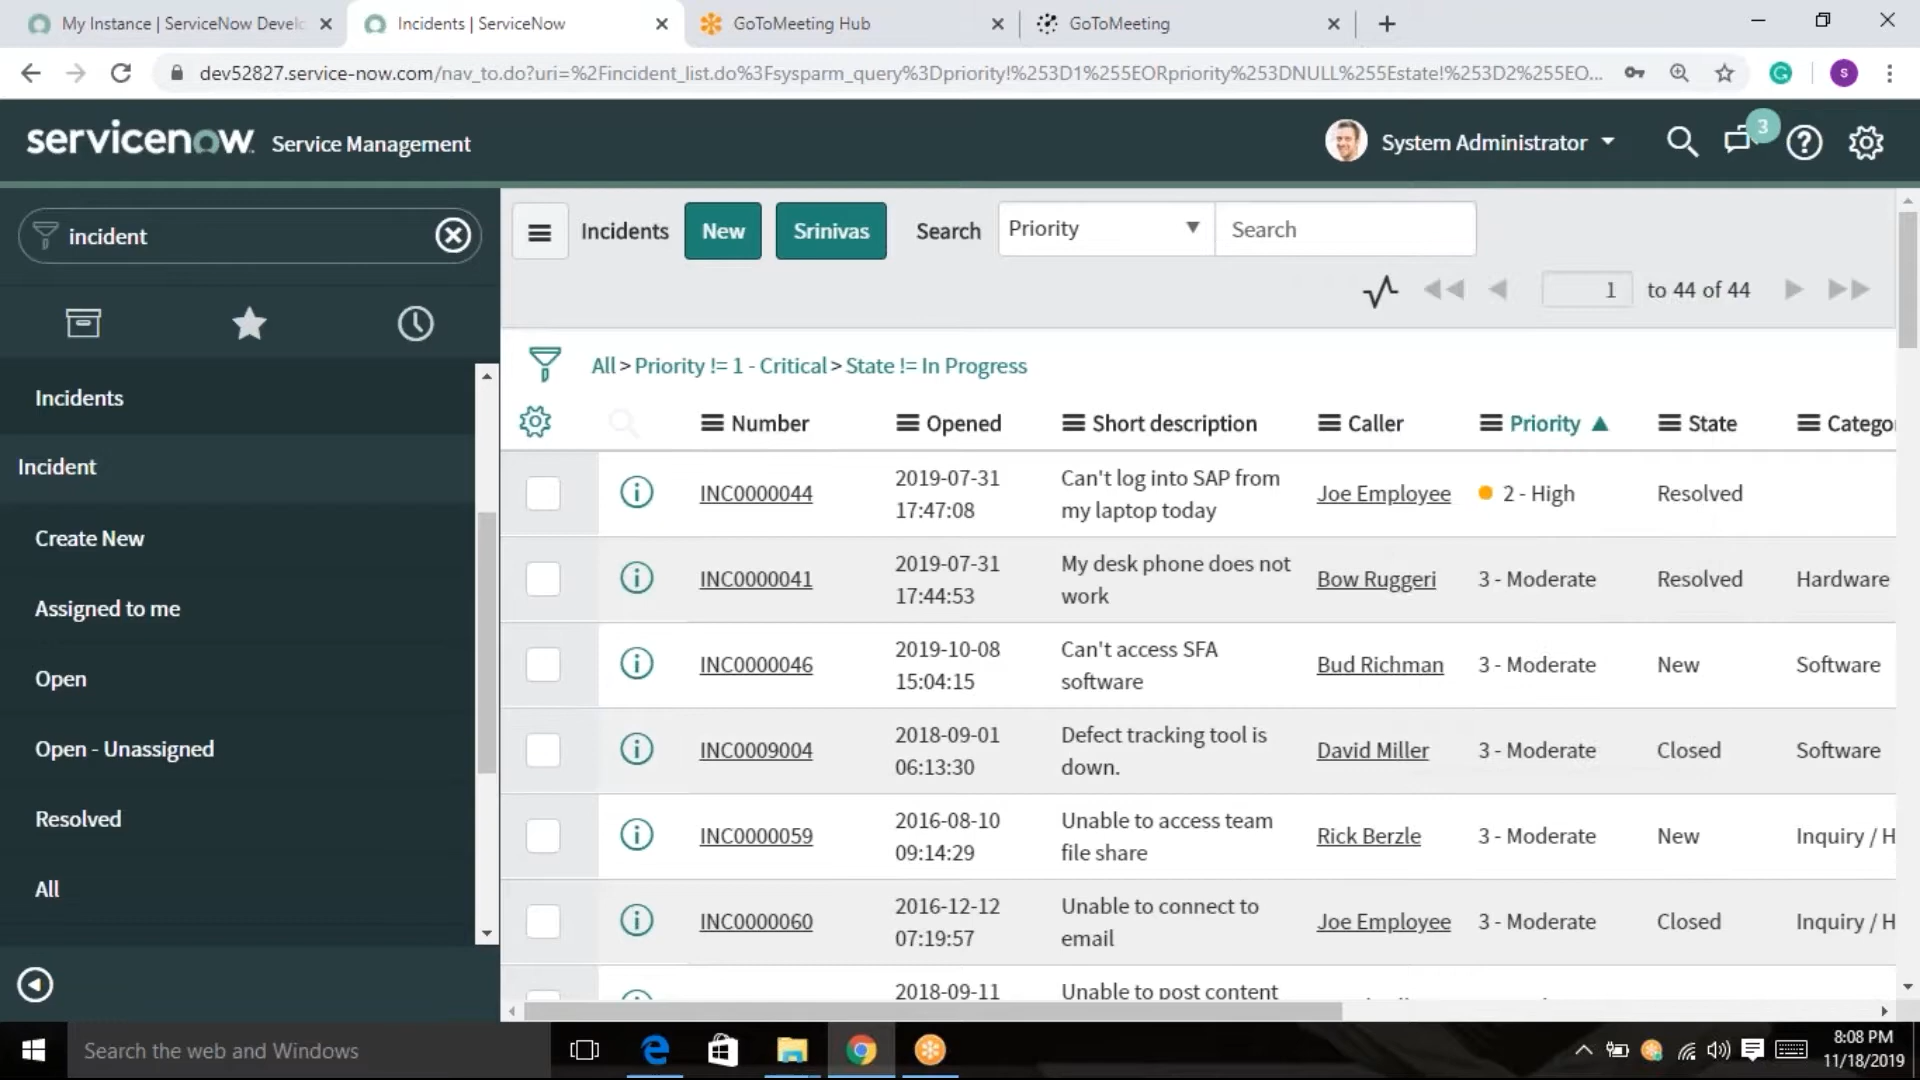 My Instance | ServiceNow Develo
Incidents | ServiceNow
GoToMeeting Hub
GoToMeeting
dev52827.service-now.com/nav_to.do?uri=%2Fincident_list.do%3Fsysparm_query%3Dpriority!%253D1%255EORpriority%253DNULL%255Estate!%253D2%255EO...
S
servicenow Service Management
System Administrator
3
incident
Incidents New Srinivas Search Priority Search
1 to 44 of 44
Incidents
Incident
Create New
Assigned to me
Open
Open - Unassigned
Resolved
All
All > Priority != 1 - Critical > State != In Progress
Number Opened Short description Caller Priority State Catego
INC0000044 2019-07-31 17:47:08 Can't log into SAP from my laptop today Joe Employee 2 - High Resolved
INC0000041 2019-07-31 17:44:53 My desk phone does not work Bow Ruggeri 3 - Moderate Resolved Hardware
INC0000046 2019-10-08 15:04:15 Can't access SFA software Bud Richman 3 - Moderate New Software
INC0009004 2018-09-01 06:13:30 Defect tracking tool is down. David Miller 3 - Moderate Closed Software
INC0000059 2016-08-10 09:14:29 Unable to access team file share Rick Berzle 3 - Moderate New Inquiry / H
INC0000060 2016-12-12 07:19:57 Unable to connect to email Joe Employee 3 - Moderate Closed Inquiry / H
2018-09-11 Unable to post content
Search the web and Windows
8:08 PM
11/18/2019